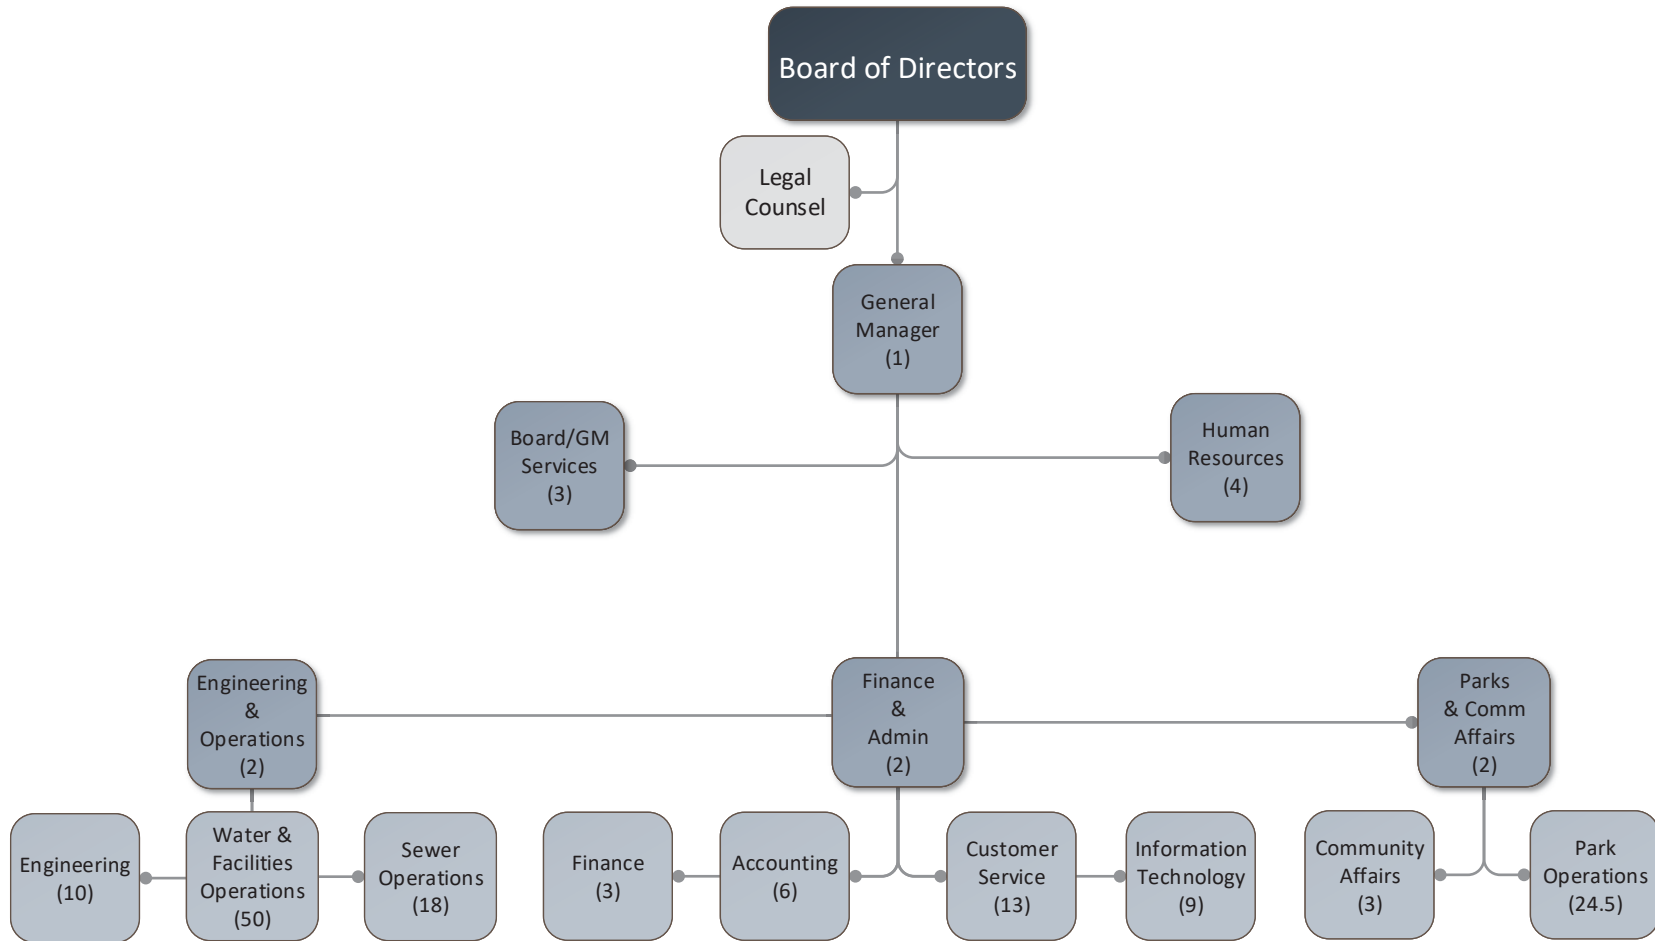 Board of Directors
Legal
Counsel
General
Manager
(1)
Board/GM
Services
(3)
Human
Resources
(4)
Engineering
&
Operations
(2)
Finance
&
Admin
(2)
Parks
& Comm
Affairs
(2)
Engineering
(10)
Water &
Facilities
Operations
(50)
Sewer
Operations
(18)
Finance
(3)
Accounting
(6)
Customer
Service
(13)
Information
Technology
(9)
Community
Affairs
(3)
Park
Operations
(24.5)